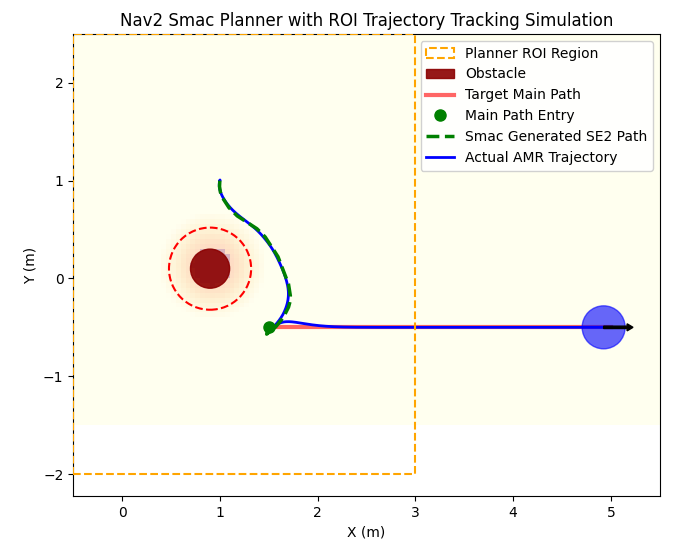 Nav2 Smac Planner with ROI Trajectory Tracking Simulation
Planner ROI Region
Obstacle
Target Main Path
Main Path Entry
Smac Generated SE2 Path
Actual AMR Trajectory
Y (m)
2
1
0
−1
−2
0 1 2 3 4 5
X (m)